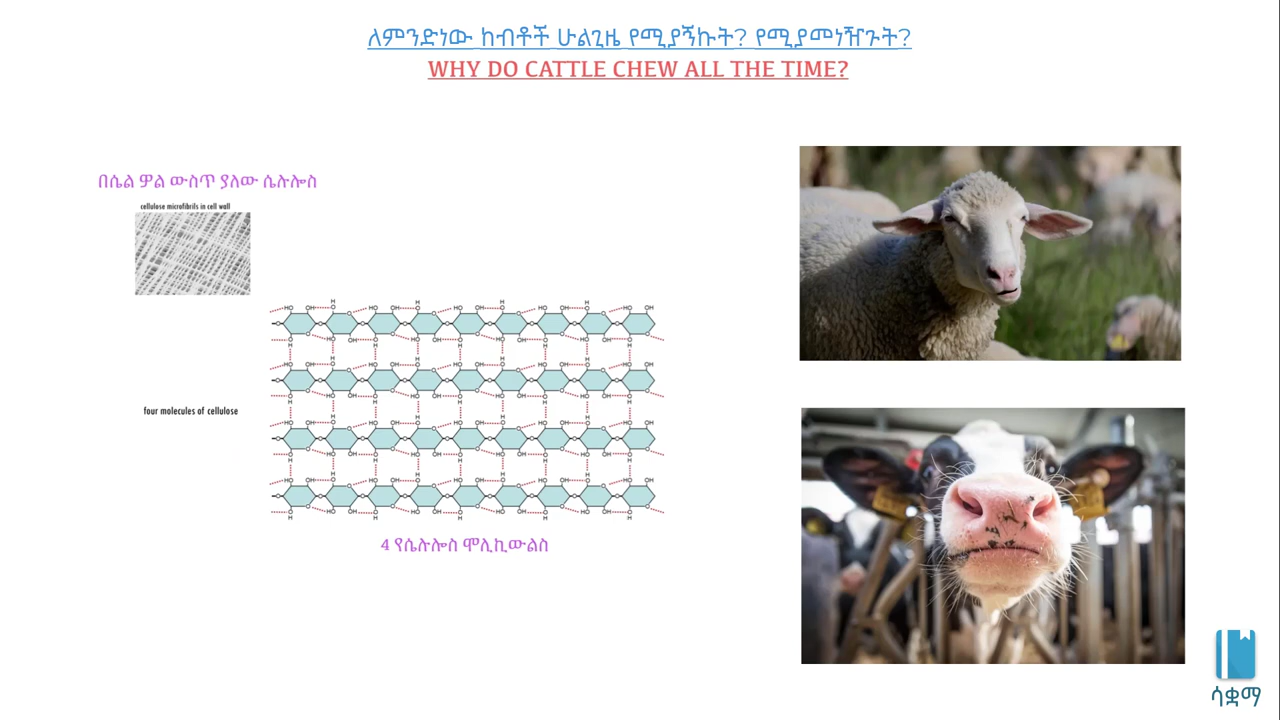 ለምንድነው ከብቶች ሁልጊዜ የሚያኝኩት? የሚያመነዥጉት?
WHY DO CATTLE CHEW ALL THE TIME?
በሴል ዎል ውስጥ ያለው ሴሉሎስ
cellulose microfibrils in cell wall
four molecules of cellulose
4 የሴሉሎስ ሞሊኪውልስ
ሳቋማ